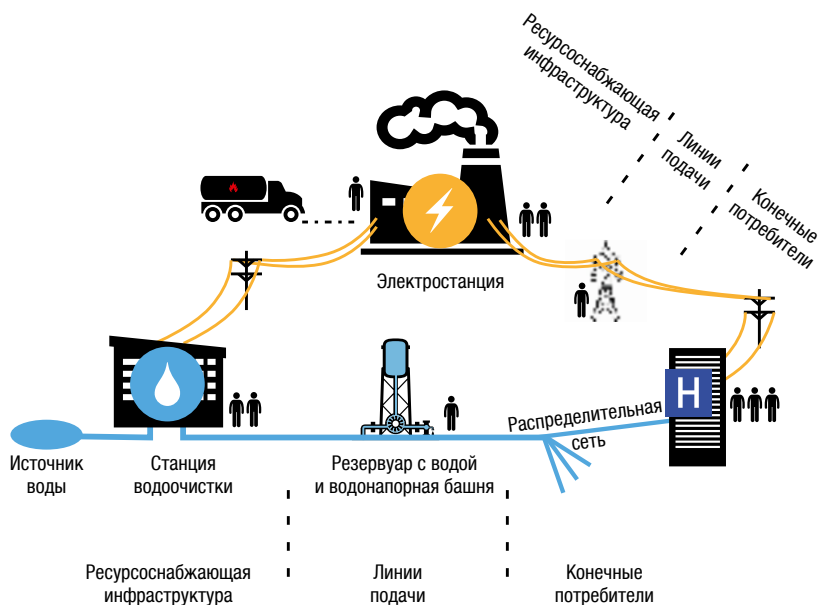 Ресурсоснабжающая
инфраструктура
Линии
подачи
Конечные
потребители
Электростанция
H
Распределительная
сеть
Источник
воды
Станция
водоочистки
Резервуар с водой
и водонапорная башня
Ресурсоснабжающая
инфраструктура
Линии
подачи
Конечные
потребители